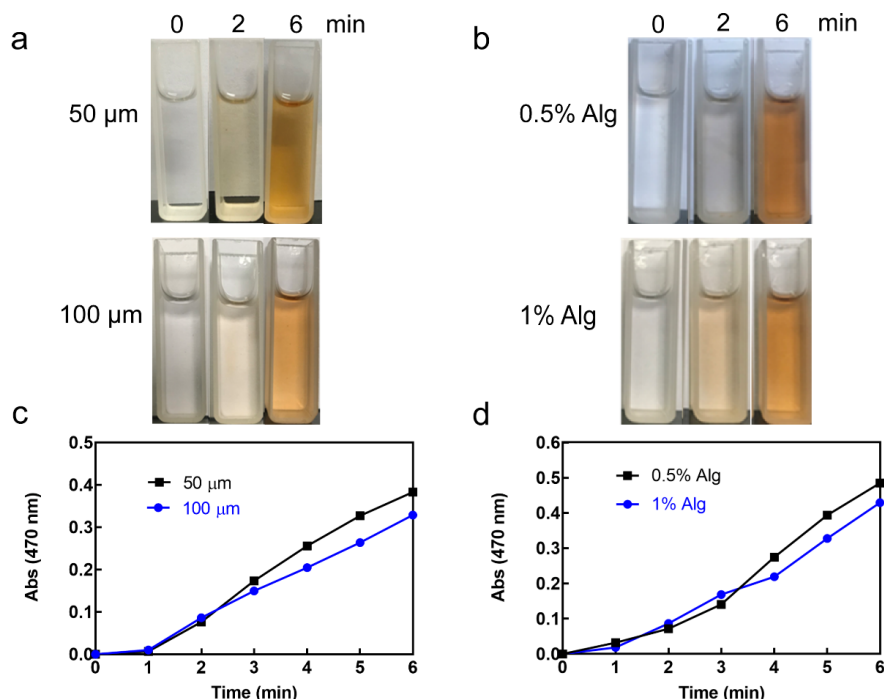 a
0 2 6 min
50 µm
100 µm
b
0 2 6 min
0.5% Alg
1% Alg
c
Abs (470 nm)
0.5
0.4
0.3
0.2
0.1
0.0
50 µm
100 µm
0 1 2 3 4 5 6
Time (min)
d
Abs (470 nm)
0.6
0.5
0.4
0.3
0.2
0.1
0.0
0.5% Alg
1% Alg
0 1 2 3 4 5 6
Time (min)